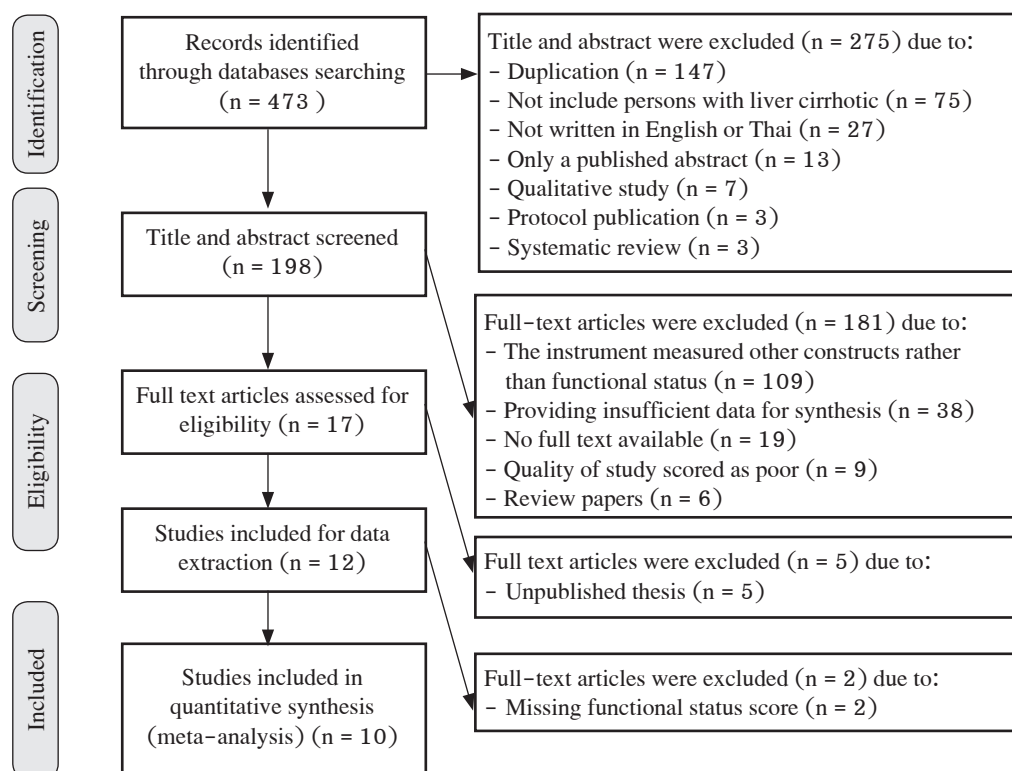 Identification
Records identified
through databases searching
(n = 473 )
Title and abstract were excluded (n = 275) due to:
- Duplication (n = 147)
- Not include persons with liver cirrhotic (n = 75)
- Not written in English or Thai (n = 27)
- Only a published abstract (n = 13)
- Qualitative study (n = 7)
- Protocol publication (n = 3)
- Systematic review (n = 3)
Screening
Title and abstract screened
(n = 198)
Full-text articles were excluded (n = 181) due to:
- The instrument measured other constructs rather
than functional status (n = 109)
- Providing insufficient data for synthesis (n = 38)
- No full text available (n = 19)
- Quality of study scored as poor (n = 9)
- Review papers (n = 6)
Eligibility
Full text articles assessed for
eligibility (n = 17)
Full text articles were excluded (n = 5) due to:
- Unpublished thesis (n = 5)
Studies included for data
extraction (n = 12)
Full-text articles were excluded (n = 2) due to:
- Missing functional status score (n = 2)
Included
Studies included in
quantitative synthesis
(meta-analysis) (n = 10)